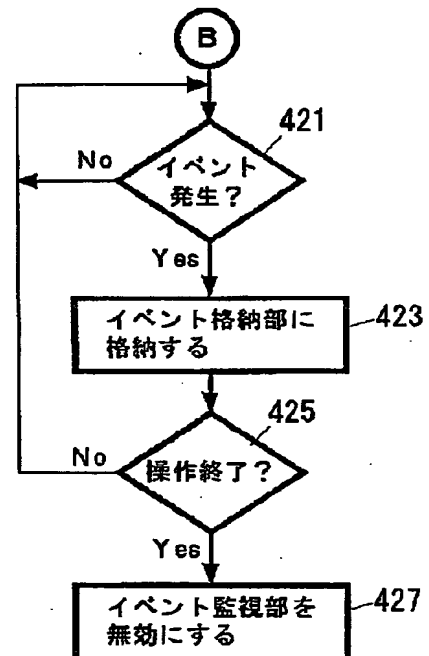 B
421
No
イベント
発生？
Yes
イベント格納部に
格納する
423
425
No
操作終了？
Yes
イベント監視部を
無効にする
427